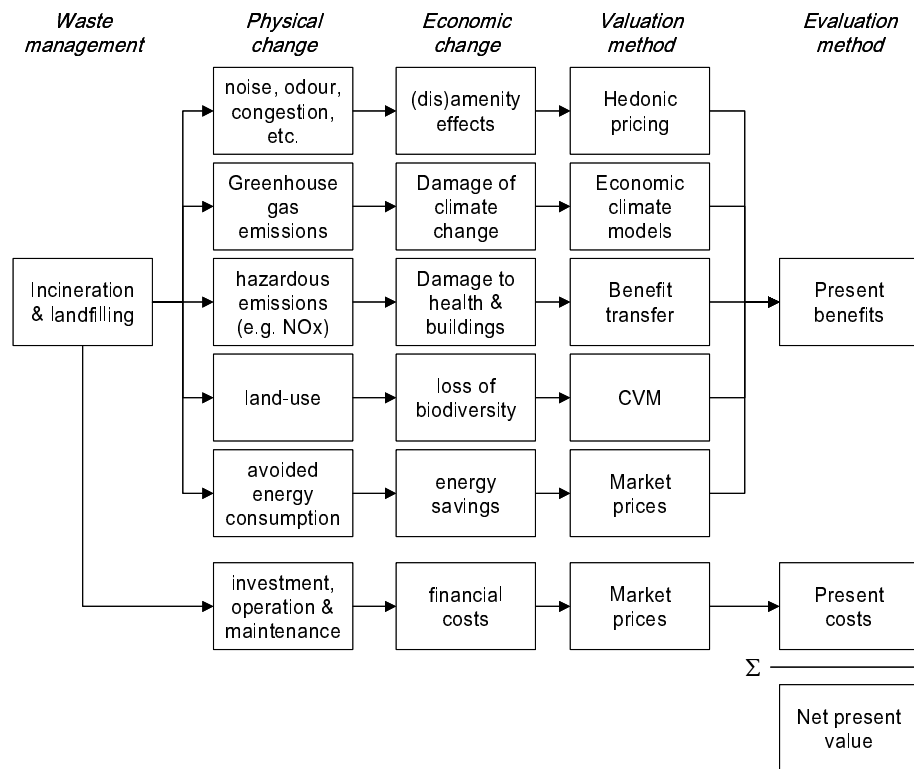 Waste
management
Physical
change
Economic
change
Valuation
method
Evaluation
method
noise, odour,
congestion,
etc.
(dis)amenity
effects
Hedonic
pricing
Greenhouse
gas
emissions
Damage of
climate
change
Economic
climate
models
Incineration
& landfilling
hazardous
emissions
(e.g. NOx)
Damage to
health &
buildings
Benefit
transfer
Present
benefits
land-use
loss of
biodiversity
CVM
avoided
energy
consumption
energy
savings
Market
prices
investment,
operation &
maintenance
financial
costs
Market
prices
Present
costs
Σ
Net present
value